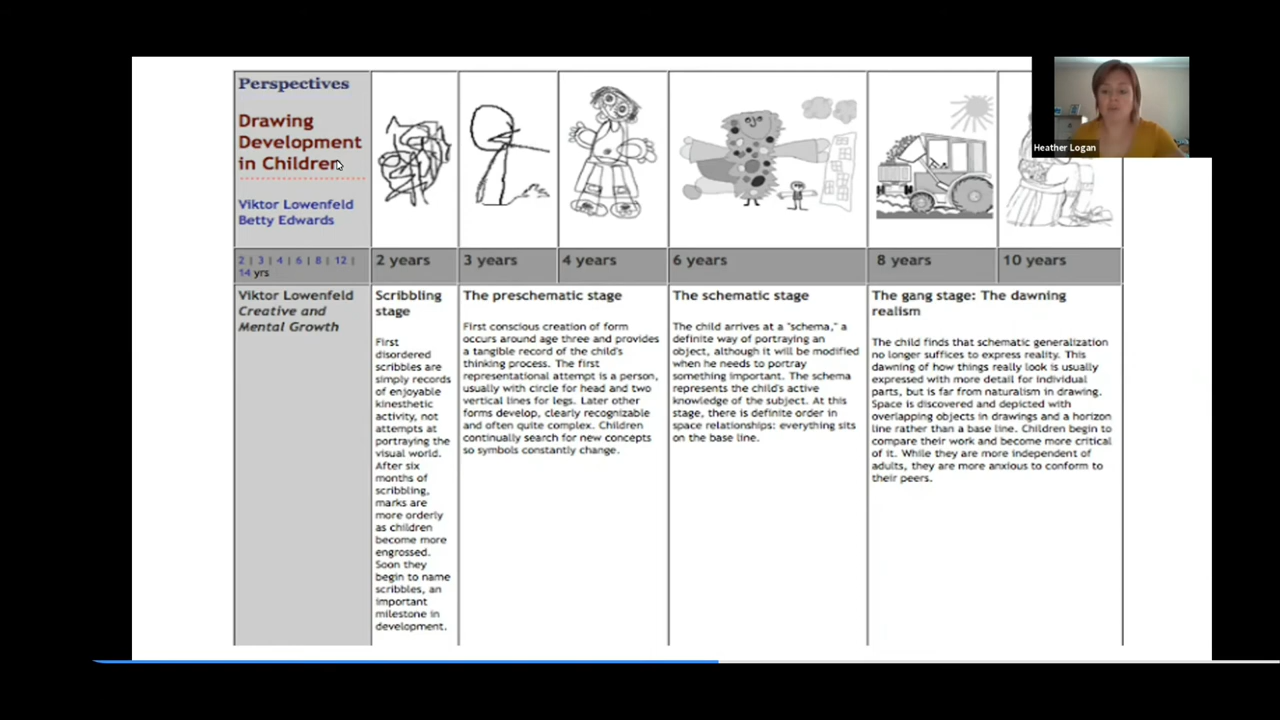 Perspectives
Drawing
Development
in Children
Viktor Lowenfeld
Betty Edwards
Heather Logan
2 | 3 | 4 | 6 | 8 | 12 |
14 yrs
2 years
3 years
4 years
6 years
8 years
10 years
Viktor Lowenfeld
Creative and
Mental Growth
Scribbling
stage
First
disordered
scribbles are
simply records
of enjoyable
kinesthetic
activity, not
attempts at
portraying the
visual world.
After six
months of
scribbling,
marks are
more orderly
as children
become more
engrossed.
Soon they
begin to name
scribbles, an
important
milestone in
development.
The preschematic stage
First conscious creation of form
occurs around age three and provides
a tangible record of the child's
thinking process. The first
representational attempt is a person,
usually with circle for head and two
vertical lines for legs. Later other
forms develop, clearly recognizable
and often quite complex. Children
continually search for new concepts
so symbols constantly change.
The schematic stage
The child arrives at a "schema," a
definite way of portraying an
object, although it will be modified
when he needs to portray
something important. The schema
represents the child's active
knowledge of the subject. At this
stage, there is definite order in
space relationships: everything sits
on the base line.
The gang stage: The dawning
realism
The child finds that schematic generalization
no longer suffices to express reality. This
dawning of how things really look is usually
expressed with more detail for individual
parts, but is far from naturalism in drawing.
Space is discovered and depicted with
overlapping objects in drawings and a horizon
line rather than a base line. Children begin to
compare their work and become more critical
of it. While they are more independent of
adults, they are more anxious to conform to
their peers.